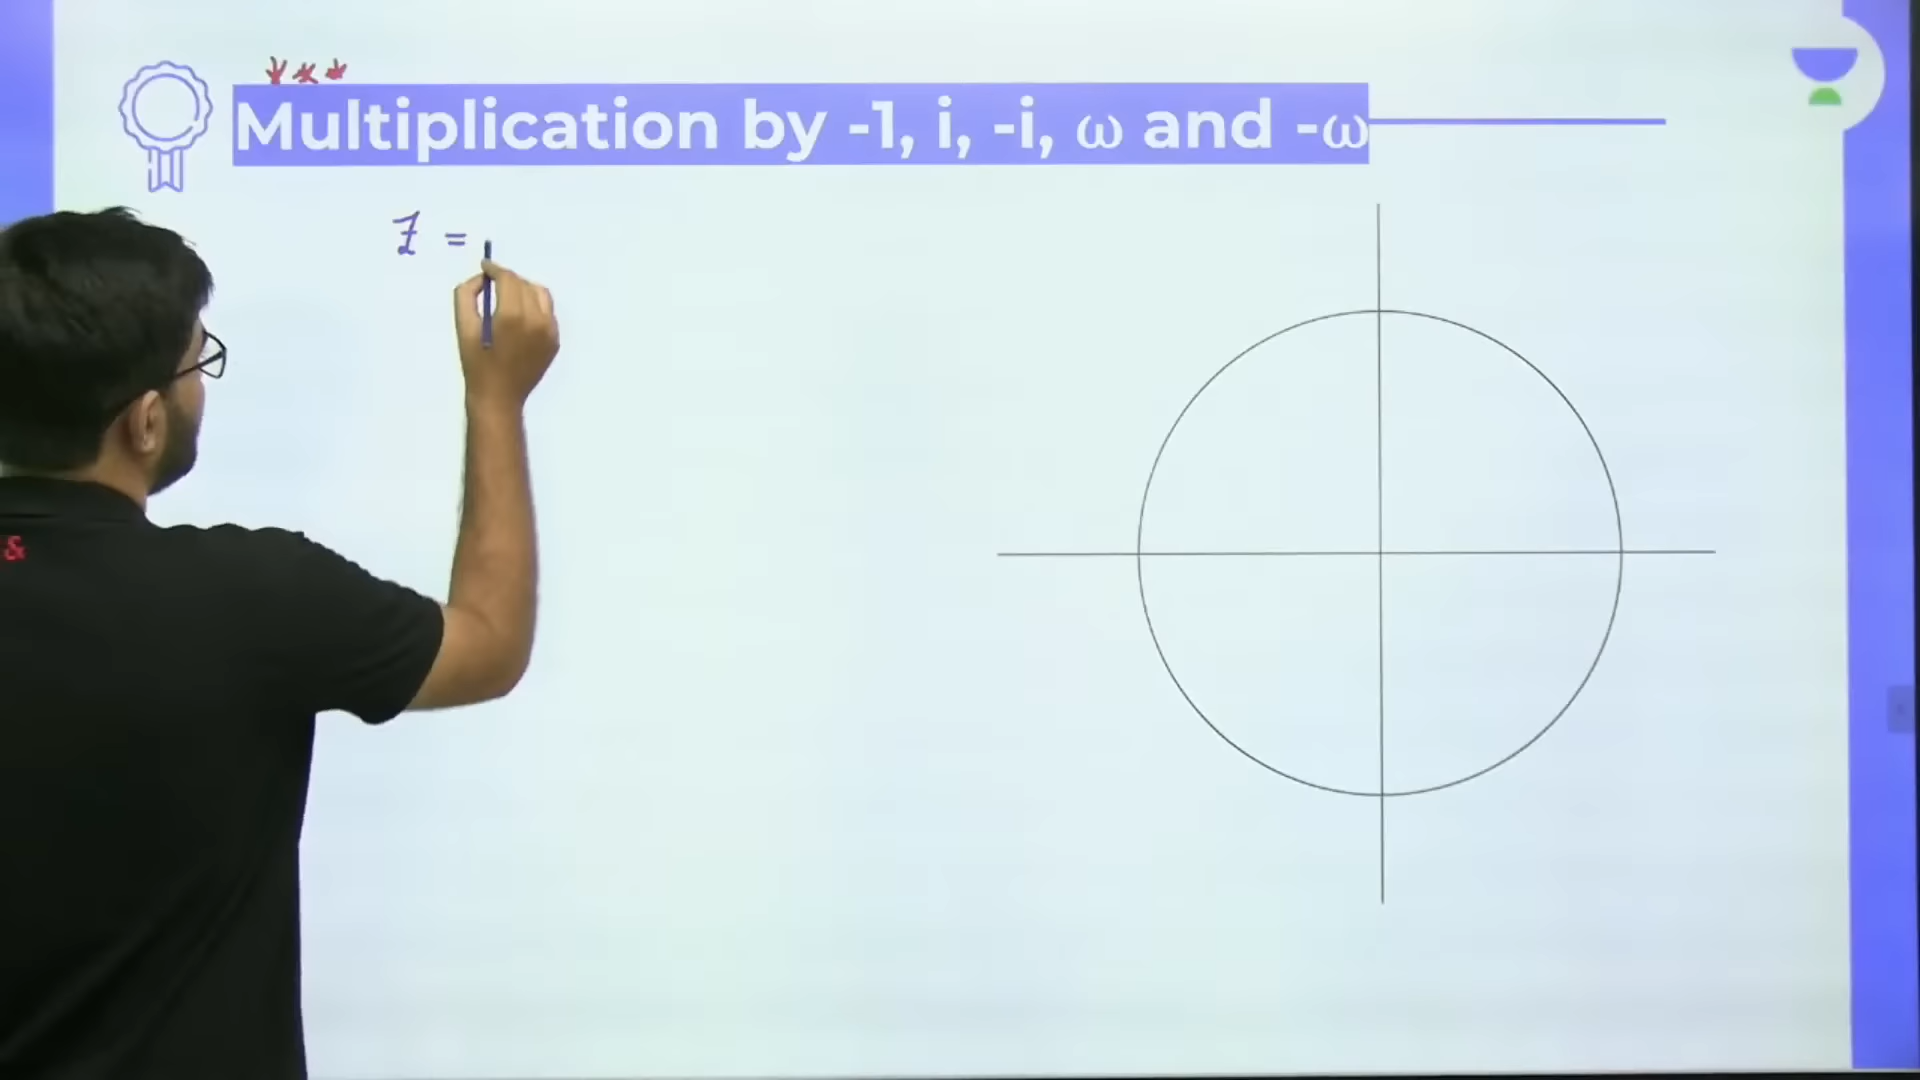 ***
Multiplication by -1, i, -i, ω and -ω
Z =
&